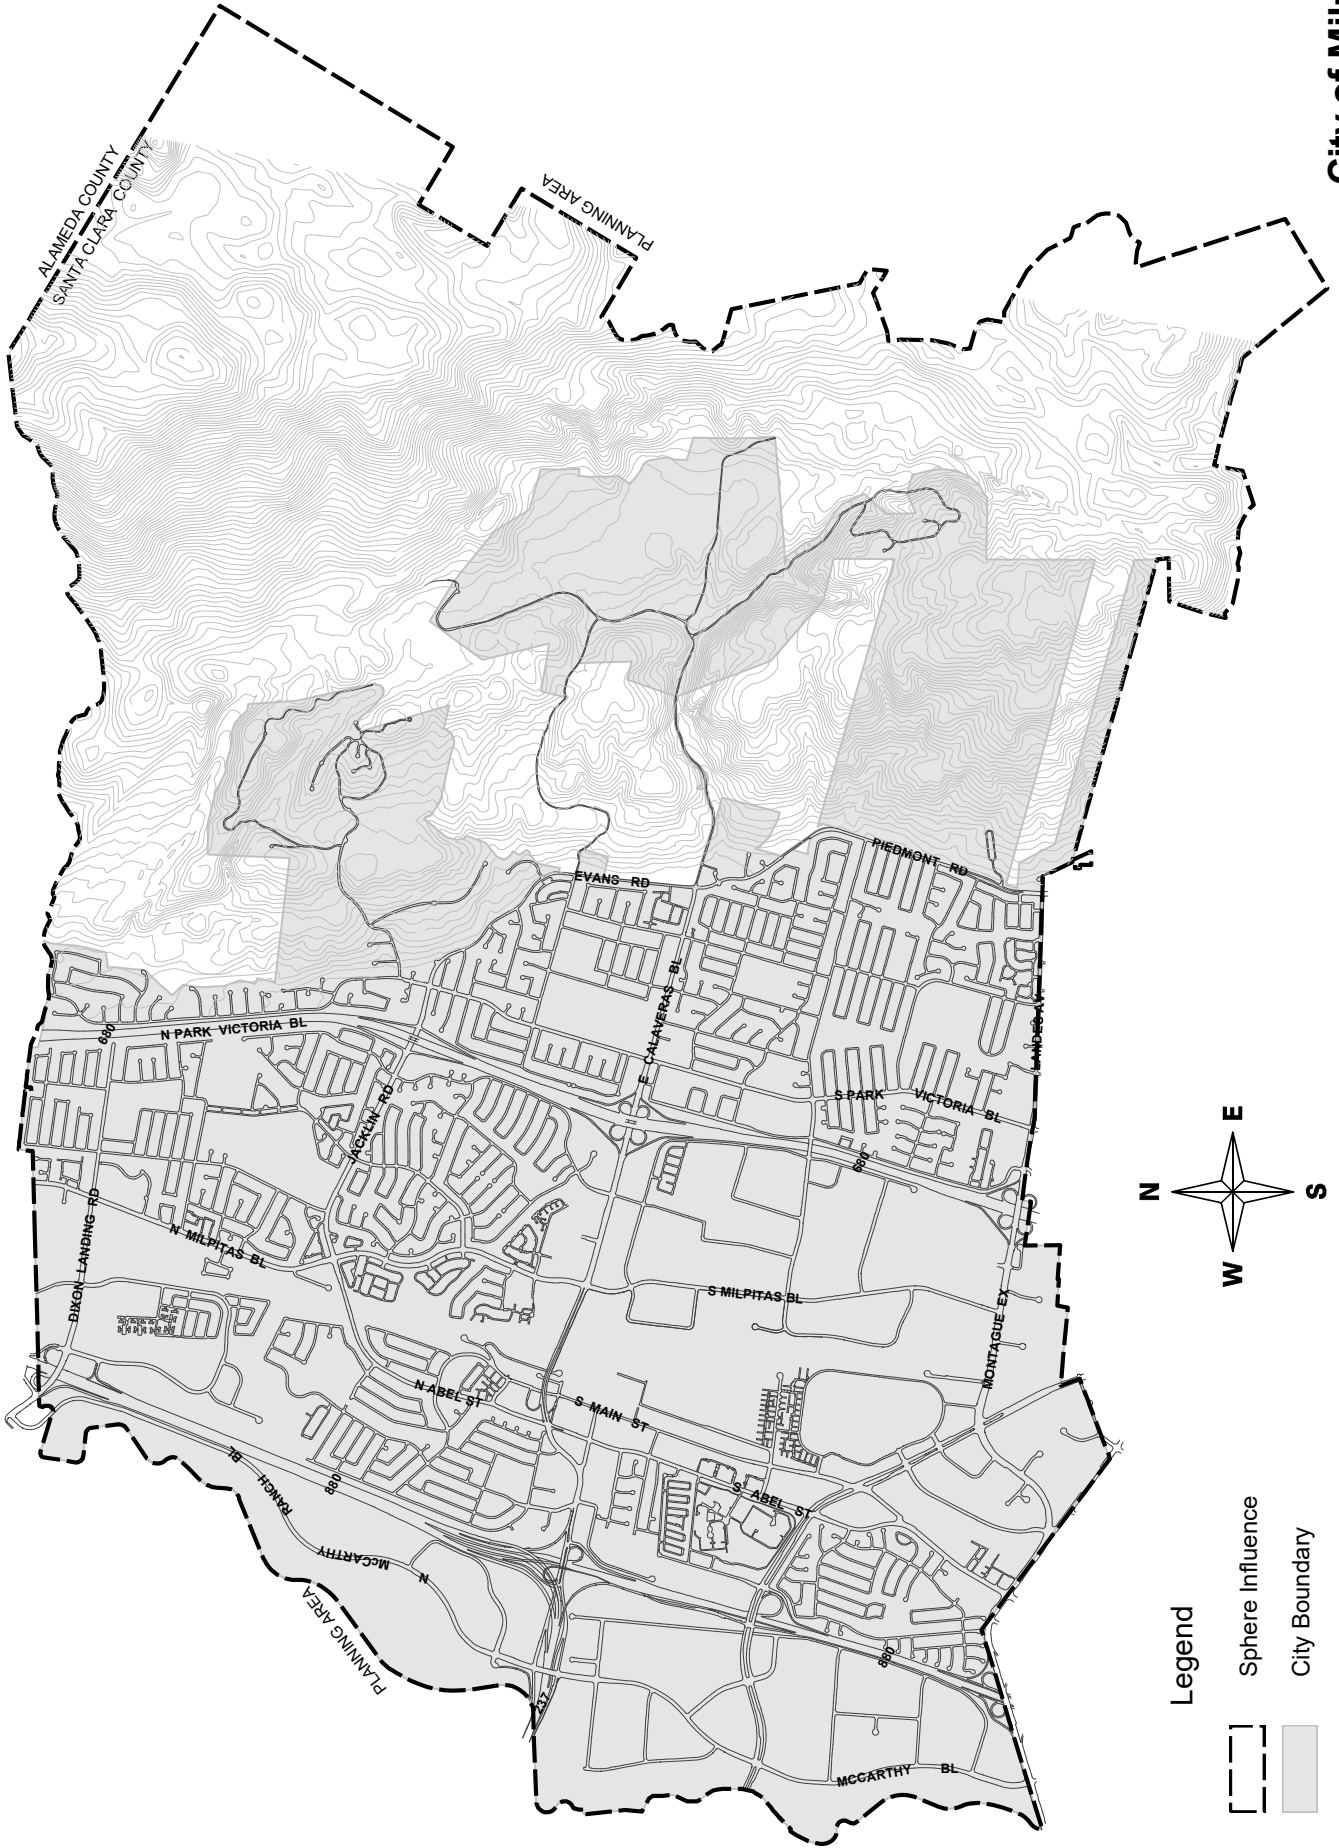 City of Mil
ALAMEDA COUNTY
SANTA CLARA COUNTY
PLANNING AREA
EVANS RD
PIEDMONT RD
680
N PARK VICTORIA BL
E CALAVERAS BL
LANDESS AV
JACKLIN RD
S PARK VICTORIA BL
680
DIXON LANDING RD
N MILPITAS BL
S MILPITAS BL
MONTAGUE EX
N ABEL ST
S MAIN ST
S ABEL ST
880
N McCARTHY RANCH BL
PLANNING AREA
237
880
MCCARTHY BL
N
E
S
W
Legend
Sphere Influence
City Boundary